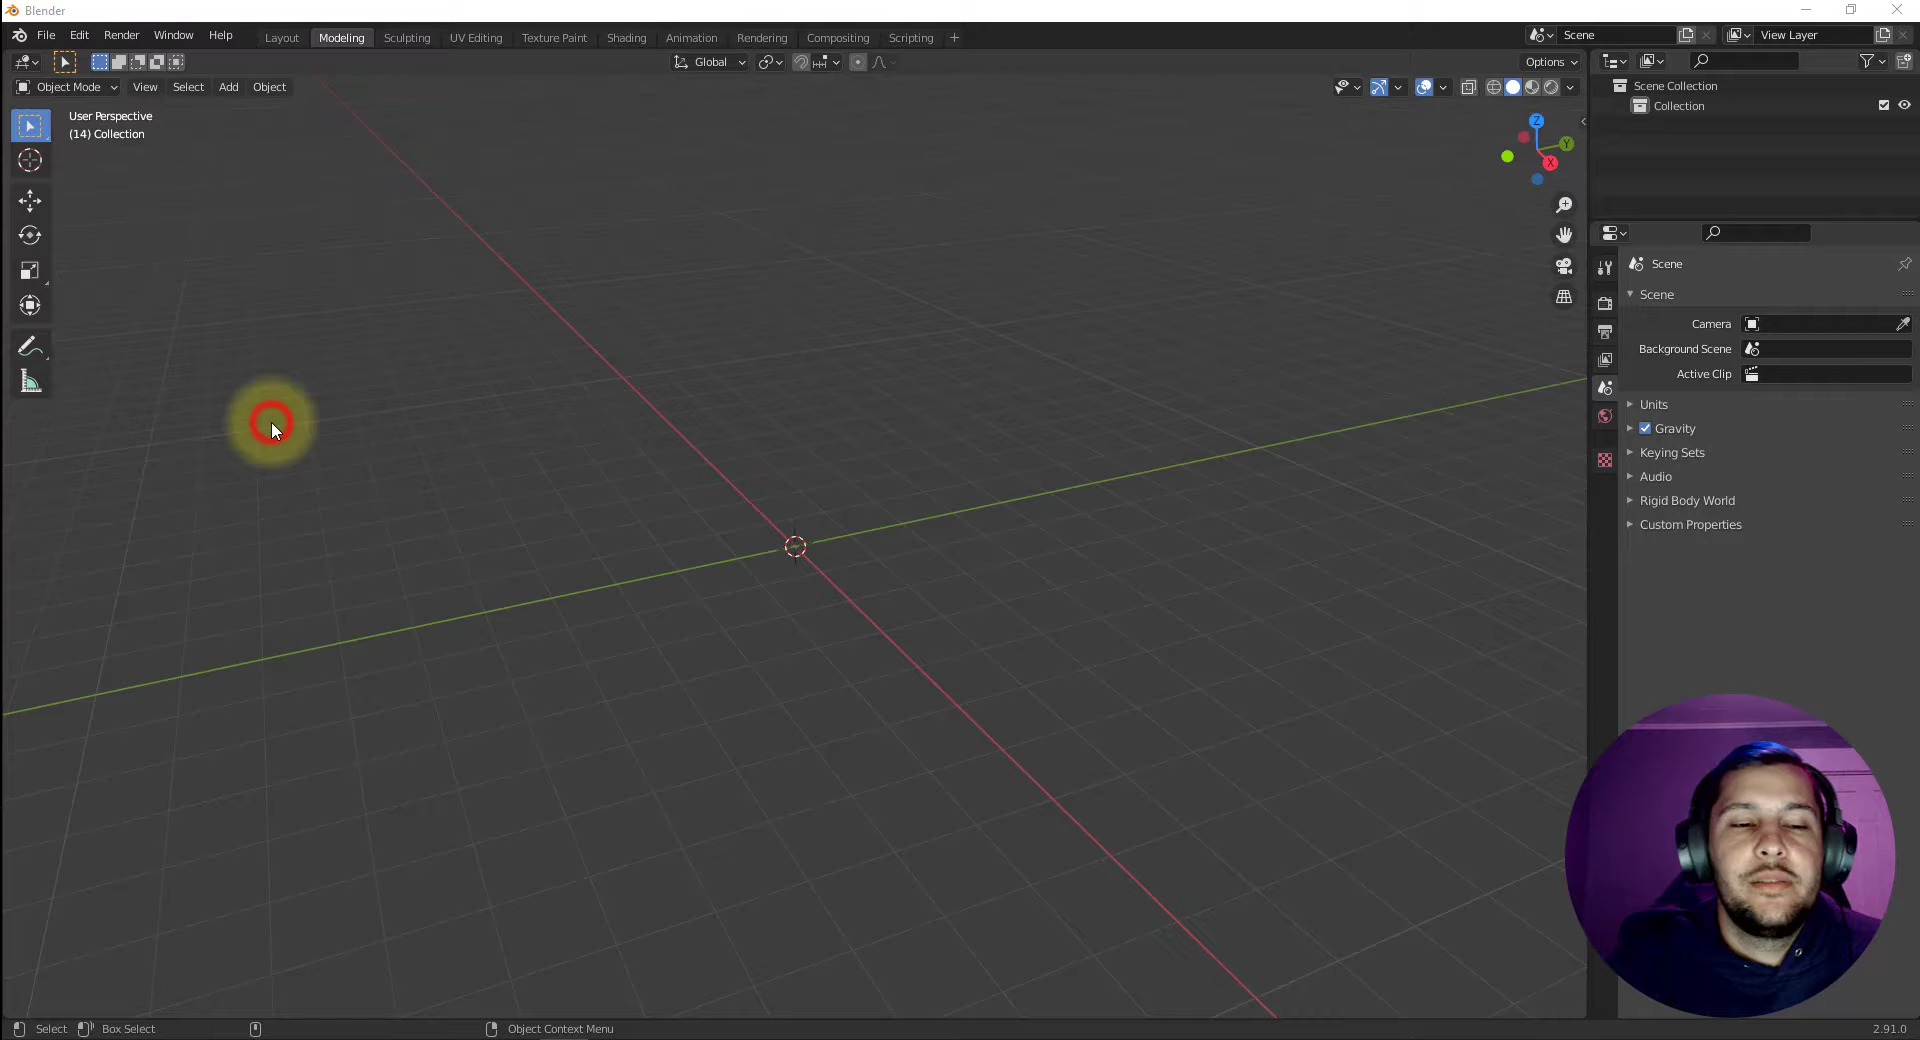 Blender
File Edit Render Window Help
Layout Modeling Sculpting UV Editing Texture Paint Shading Animation Rendering Compositing Scripting +
Scene
View Layer
Global
Options
Object Mode View Select Add Object
User Perspective
(14) Collection
Z
Y
X
Scene Collection
Collection
Scene
Scene
Camera
Background Scene
Active Clip
Units
Gravity
Keying Sets
Audio
Rigid Body World
Custom Properties
Select Box Select Object Context Menu 2.91.0